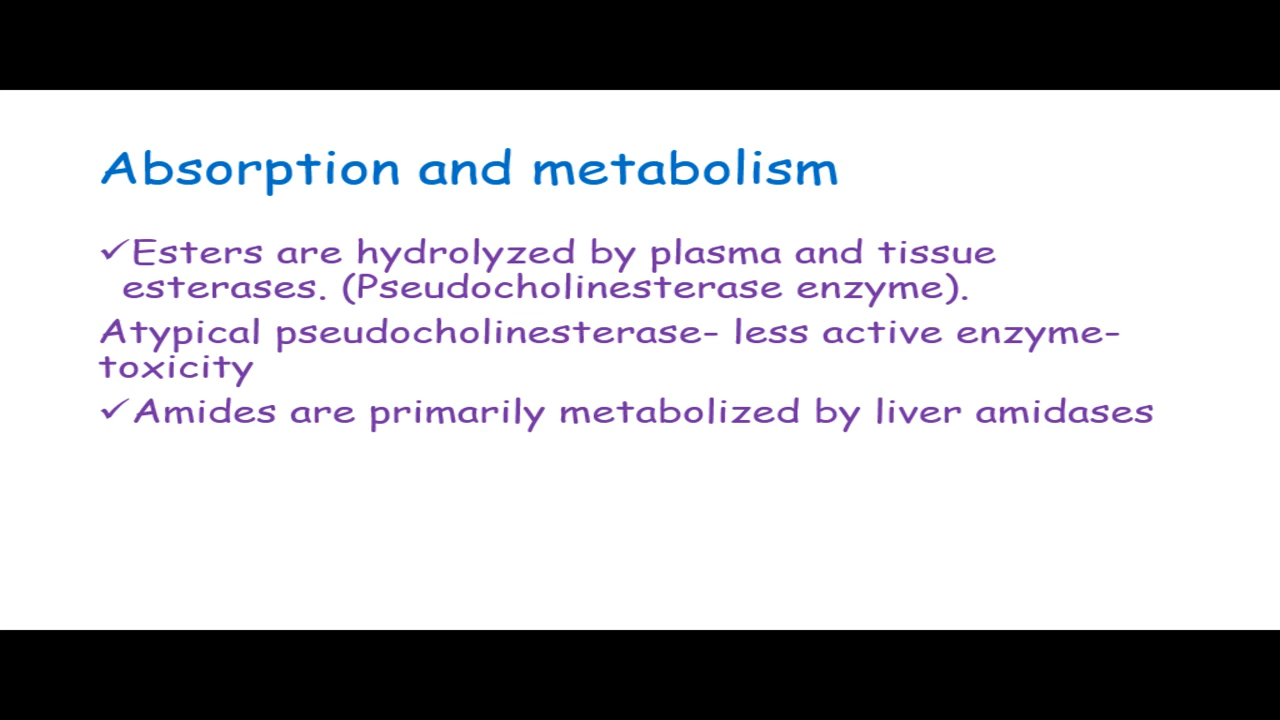 Absorption and metabolism
✓Esters are hydrolyzed by plasma and tissue
esterases. (Pseudocholinesterase enzyme).
Atypical pseudocholinesterase- less active enzyme-
toxicity
✓Amides are primarily metabolized by liver amidases